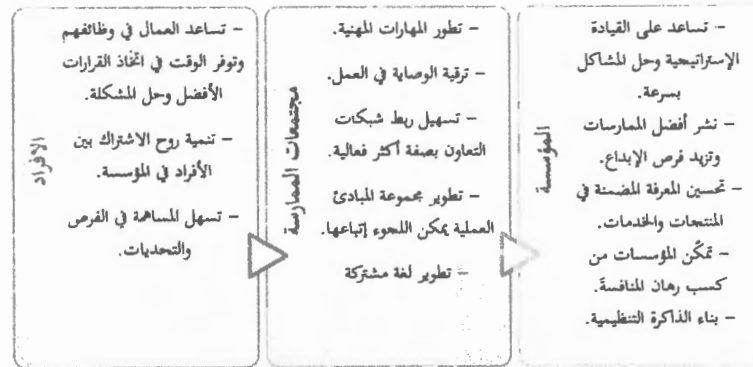 المؤسسة
– تساعد على القيادة
الإستراتيجية وحل المشاكل
بسرعة.
– نشر أفضل الممارسات
وتزيد فرص الإبداع.
– تحسين المعرفة المضمنة في
المنتجات والخدمات.
– تمكّن المؤسسات من
كسب رهان المنافسة.
– بناء الذاكرة التنظيمية.
مجتمعات الممارسة
– تطور المهارات المهنية.
– ترقية الوصاية في العمل.
– تسهيل ربط شبكات
التعاون بصفة أكثر فعالية.
– تطوير مجموعة المبادئ
العملية يمكن اللجوء إتباعها.
– تطوير لغة مشتركة
الافراد
– تساعد العمال في وظائفهم
وتوفر الوقت في اتخاذ القرارات
الأفضل وحل المشكلة.
– تنمية روح الاشتراك بين
الأفراد في المؤسسة.
– تسهل المساهمة في الفرص
والتحديات.